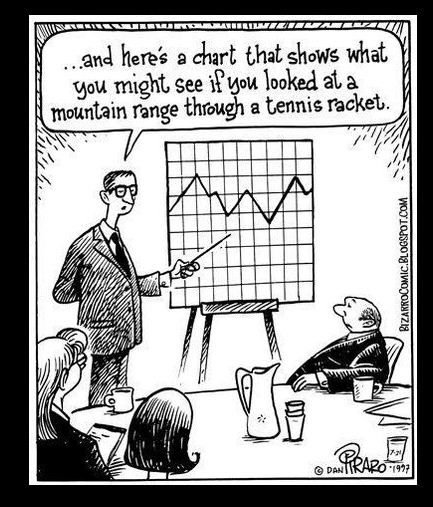 ...and here's a chart that shows what
you might see if you looked at a
mountain range through a tennis racket.
BIZARROCOMIC.BLOGSPOT.COM
7-31
© DAN PIRARO ·1997